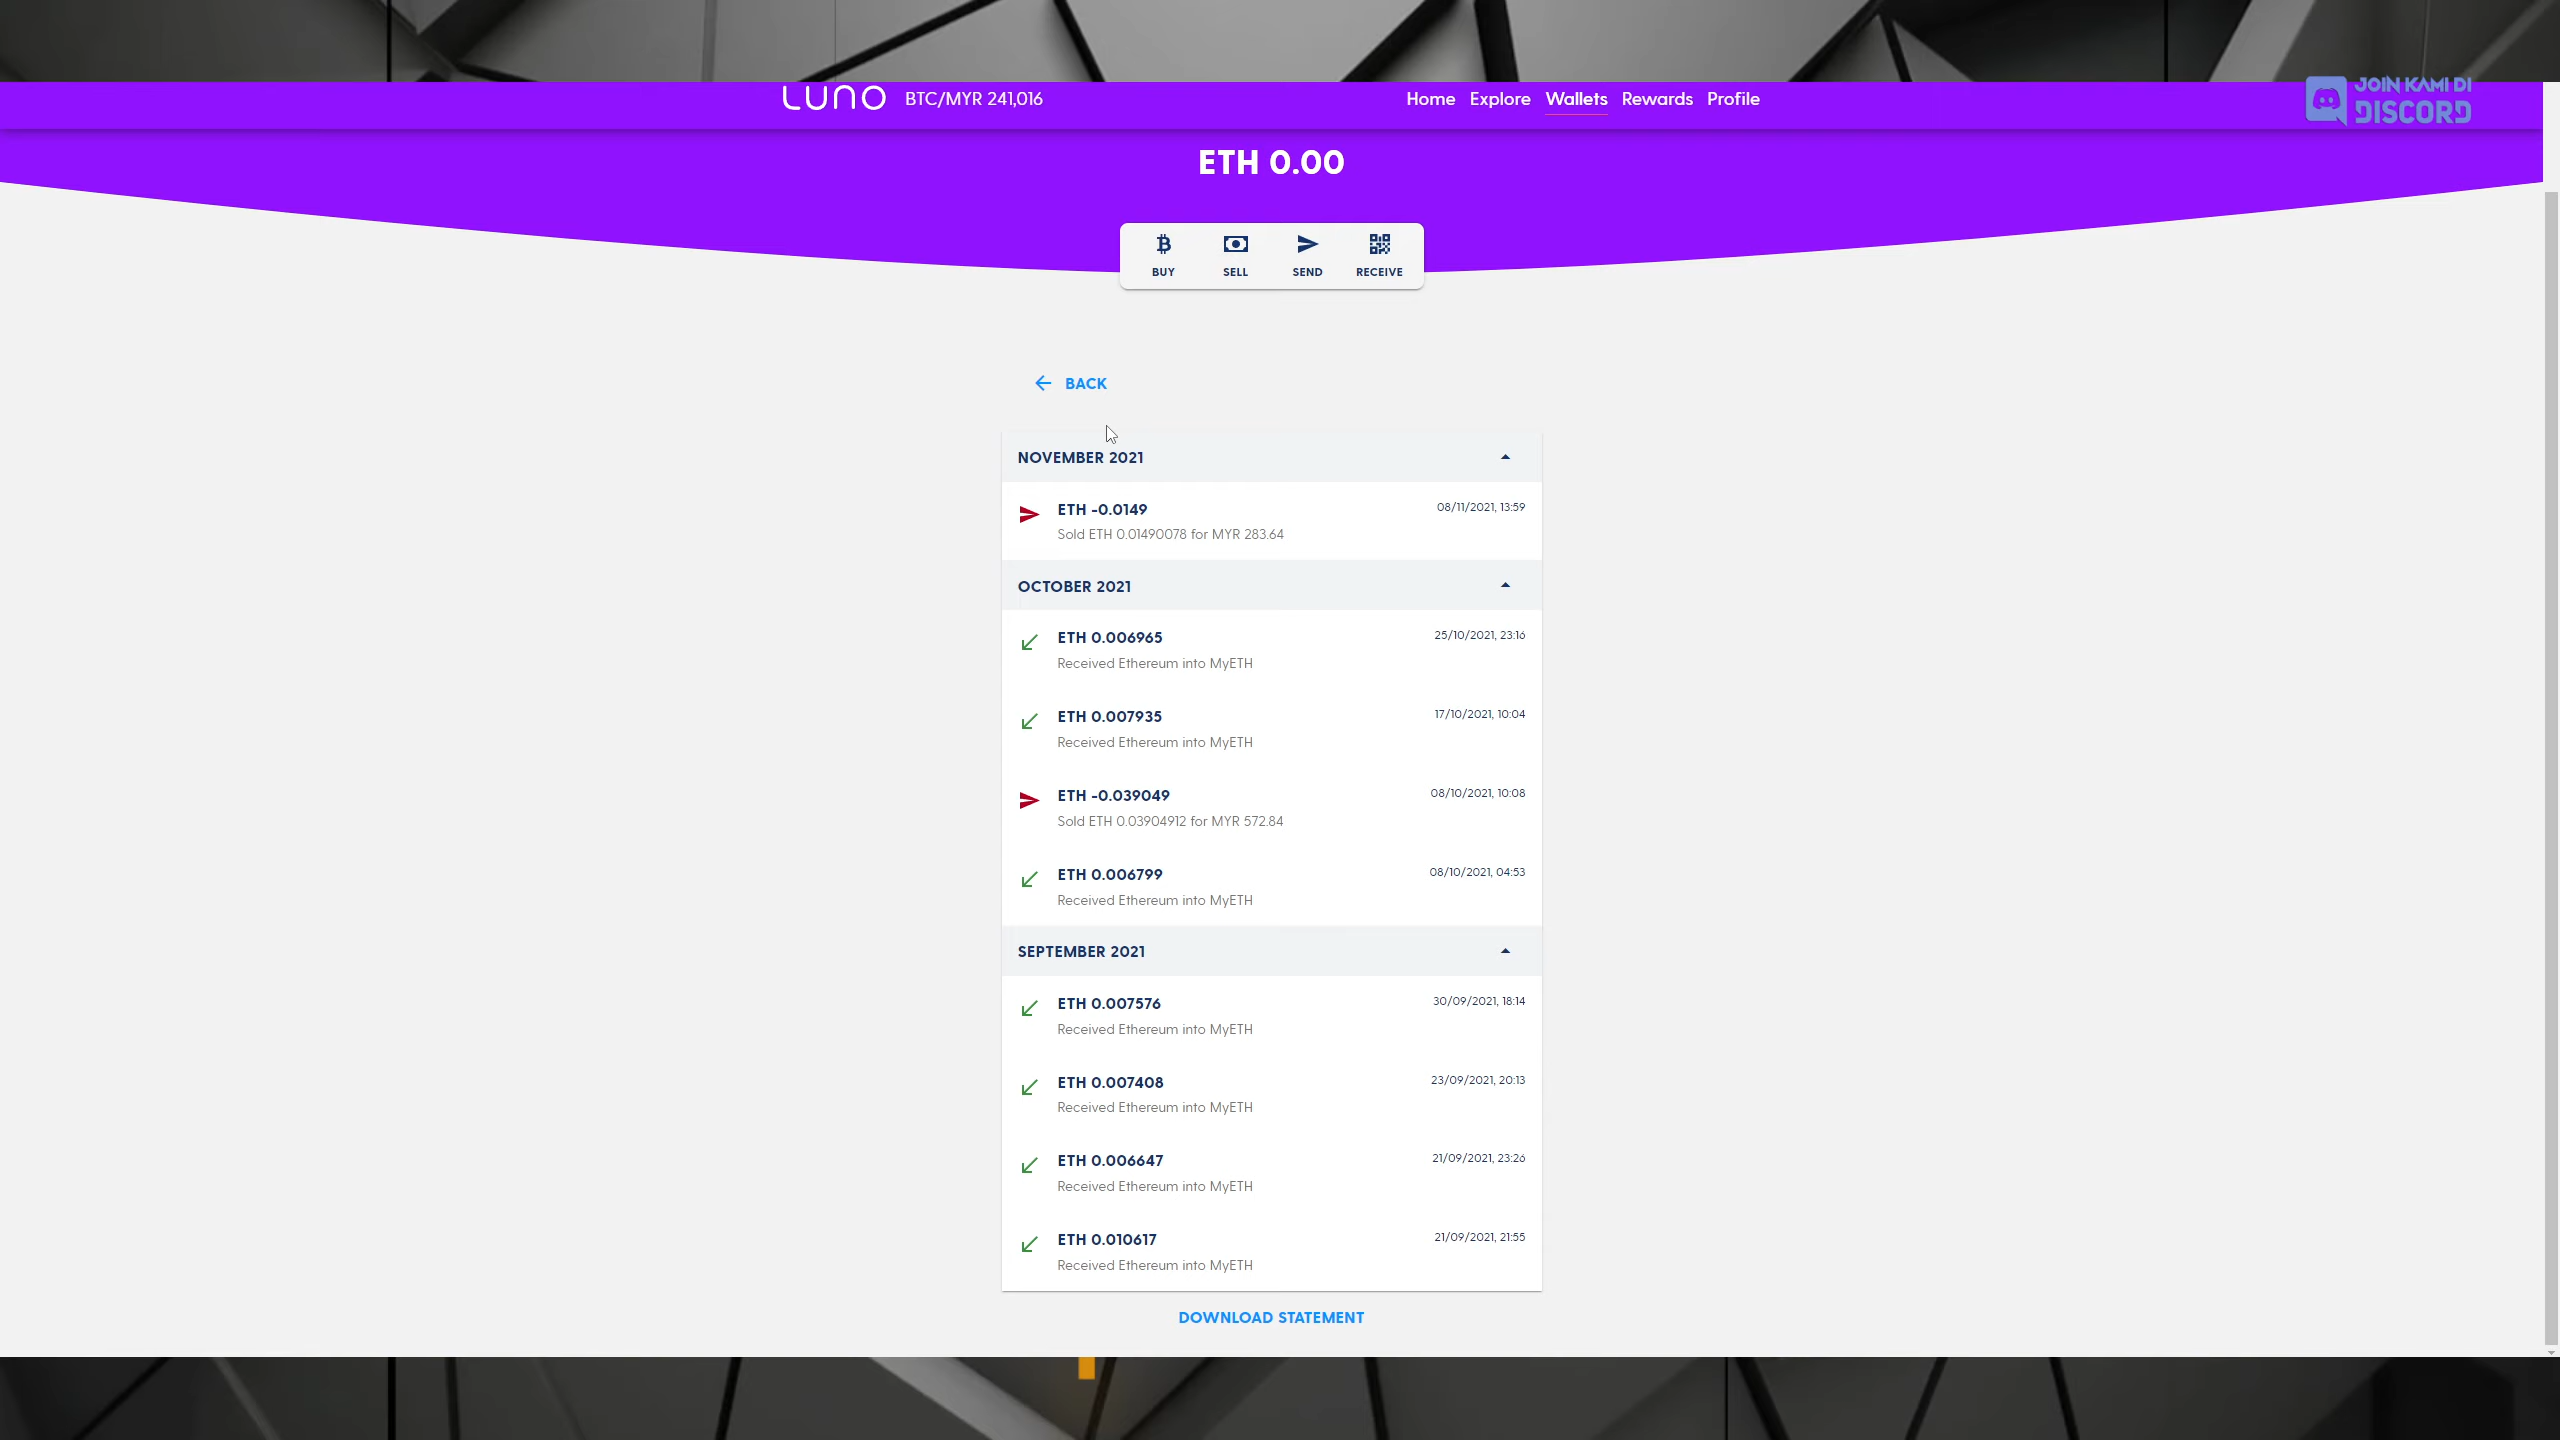 LUNO BTC/MYR 241,016 Home Explore Wallets Rewards Profile
JOIN KAMI DI
DISCORD
ETH 0.00
BUY SELL SEND RECEIVE
BACK
NOVEMBER 2021
ETH -0.0149 08/11/2021, 13:59
Sold ETH 0.01490078 for MYR 283.64
OCTOBER 2021
ETH 0.006965 25/10/2021, 23:16
Received Ethereum into MyETH
ETH 0.007935 17/10/2021, 10:04
Received Ethereum into MyETH
ETH -0.039049 08/10/2021, 10:08
Sold ETH 0.03904912 for MYR 572.84
ETH 0.006799 08/10/2021, 04:53
Received Ethereum into MyETH
SEPTEMBER 2021
ETH 0.007576 30/09/2021, 18:14
Received Ethereum into MyETH
ETH 0.007408 23/09/2021, 20:13
Received Ethereum into MyETH
ETH 0.006647 21/09/2021, 23:26
Received Ethereum into MyETH
ETH 0.010617 21/09/2021, 21:55
Received Ethereum into MyETH
DOWNLOAD STATEMENT